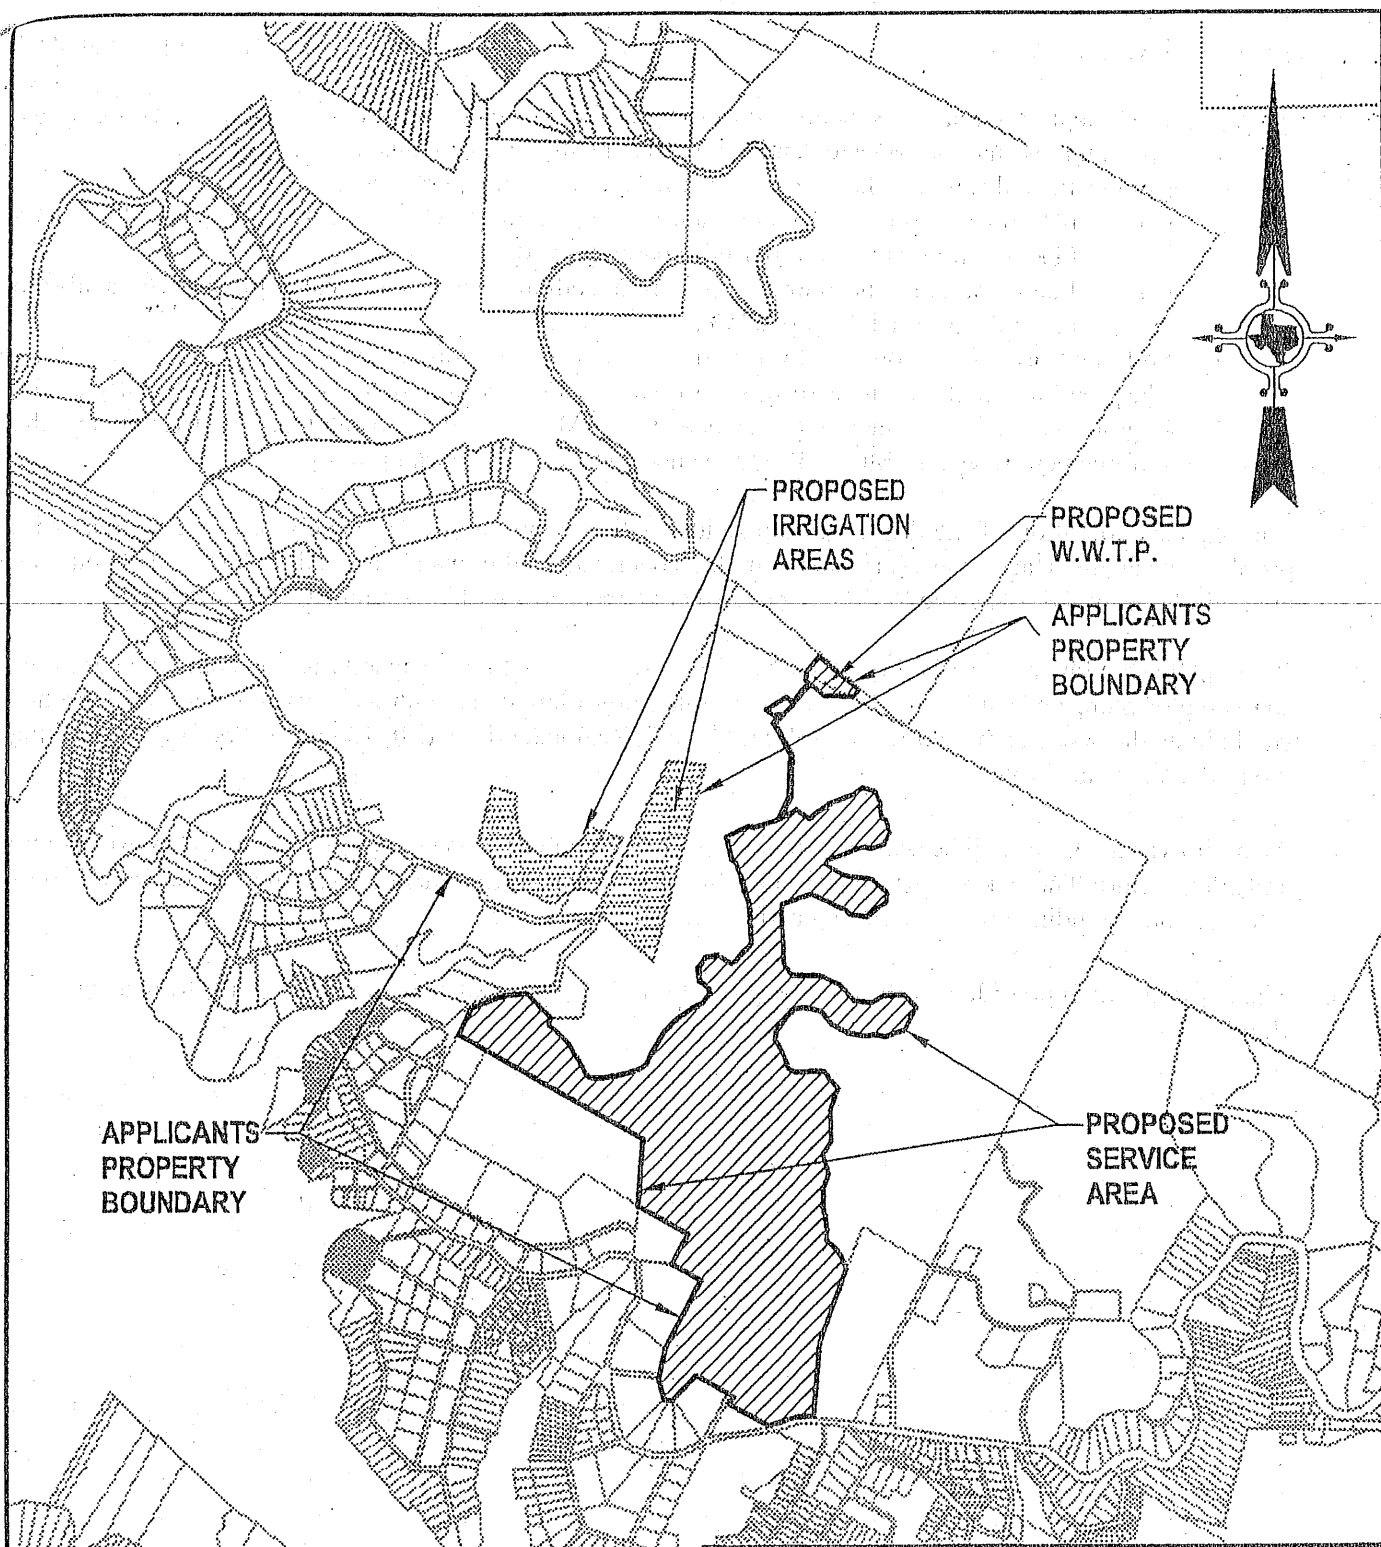 PROPOSED
IRRIGATION
AREAS
PROPOSED
W.W.T.P.
APPLICANTS
PROPERTY
BOUNDARY
APPLICANTS
PROPERTY
BOUNDARY
PROPOSED
SERVICE
AREA